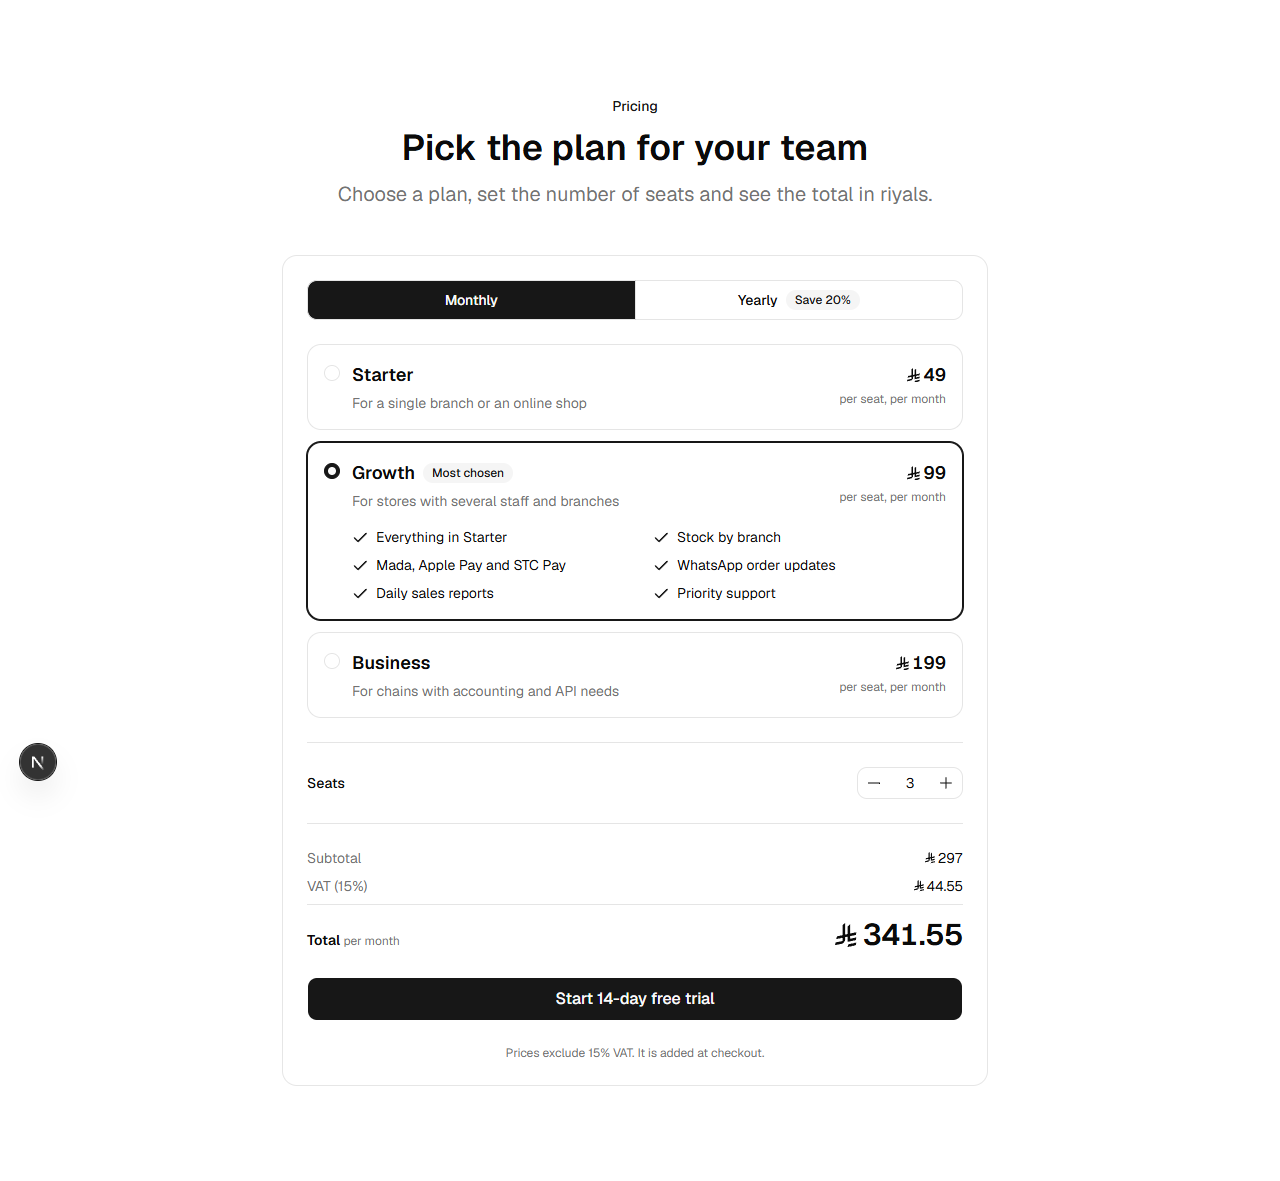 Pricing
Pick the plan for your team
Choose a plan, set the number of seats and see the total in riyals.
Monthly
Yearly Save 20%
Starter
⃁ 49
For a single branch or an online shop
per seat, per month
Growth Most chosen
⃁ 99
For stores with several staff and branches
per seat, per month
Everything in Starter
Stock by branch
Mada, Apple Pay and STC Pay
WhatsApp order updates
Daily sales reports
Priority support
Business
⃁ 199
For chains with accounting and API needs
per seat, per month
N
Seats
3
Subtotal
⃁ 297
VAT (15%)
⃁ 44.55
Total per month
⃁ 341.55
Start 14-day free trial
Prices exclude 15% VAT. It is added at checkout.